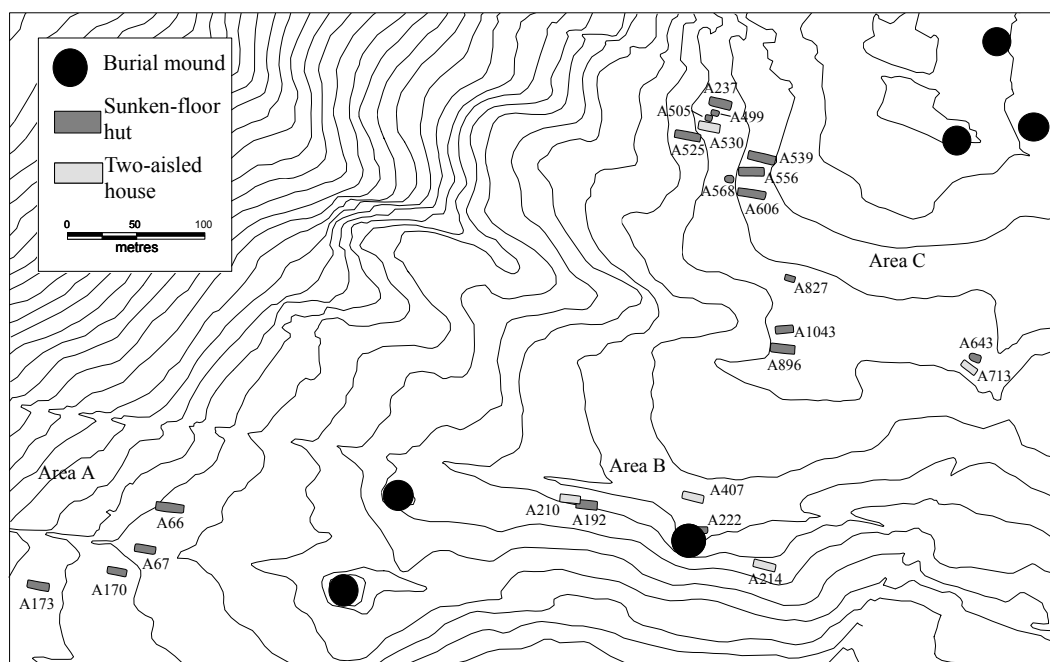 Burial mound
Sunken-floor
hut
Two-aisled
house
0 50 100
metres
A237
A505
A499
A530
A525
A539
A556
A568
A606
Area C
A827
A1043
A643
A896
A713
Area A
Area B
A407
A66
A210
A192
A222
A67
A214
A170
A173